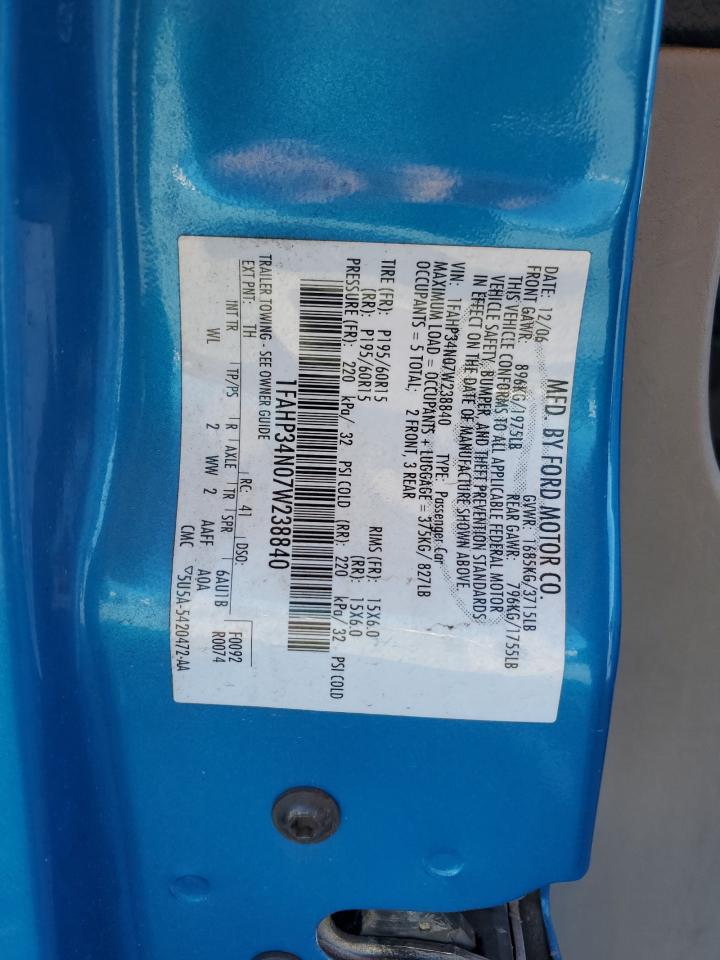 MFD. BY FORD MOTOR CO.
DATE: 12/06 GVWR: 1685KG/3715LB
FRONT GAWR: 896KG/1975LB REAR GAWR: 796KG/1755LB
THIS VEHICLE CONFORMS TO ALL APPLICABLE FEDERAL MOTOR
VEHICLE SAFETY, BUMPER, AND THEFT PREVENTION STANDARDS
IN EFFECT ON THE DATE OF MANUFACTURE SHOWN ABOVE.
VIN: 1FAHP34N07W238840 TYPE: Passenger Car
MAXIMUM LOAD = OCCUPANTS + LUGGAGE = 375KG/ 827LB
OCCUPANTS = 5 TOTAL; 2 FRONT, 3 REAR
TIRE (FR): P195/60R15 RIMS (FR): 15X6.0
(RR): P195/60R15 (RR): 15X6.0
PRESSURE (FR): 220 kPa/ 32 PSI COLD (RR): 220 kPa/ 32 PSI COLD
1FAHP34N07W238840
TRAILER TOWING - SEE OWNER GUIDE
EXT PNT: TH RC: 41 DSO: F0092
INT TR TP/PS R AXLE TR SPR 6AU1B R0074
WL 2 WW 2 AAFF A0A
CMC ▽5U5A-5420472-AA